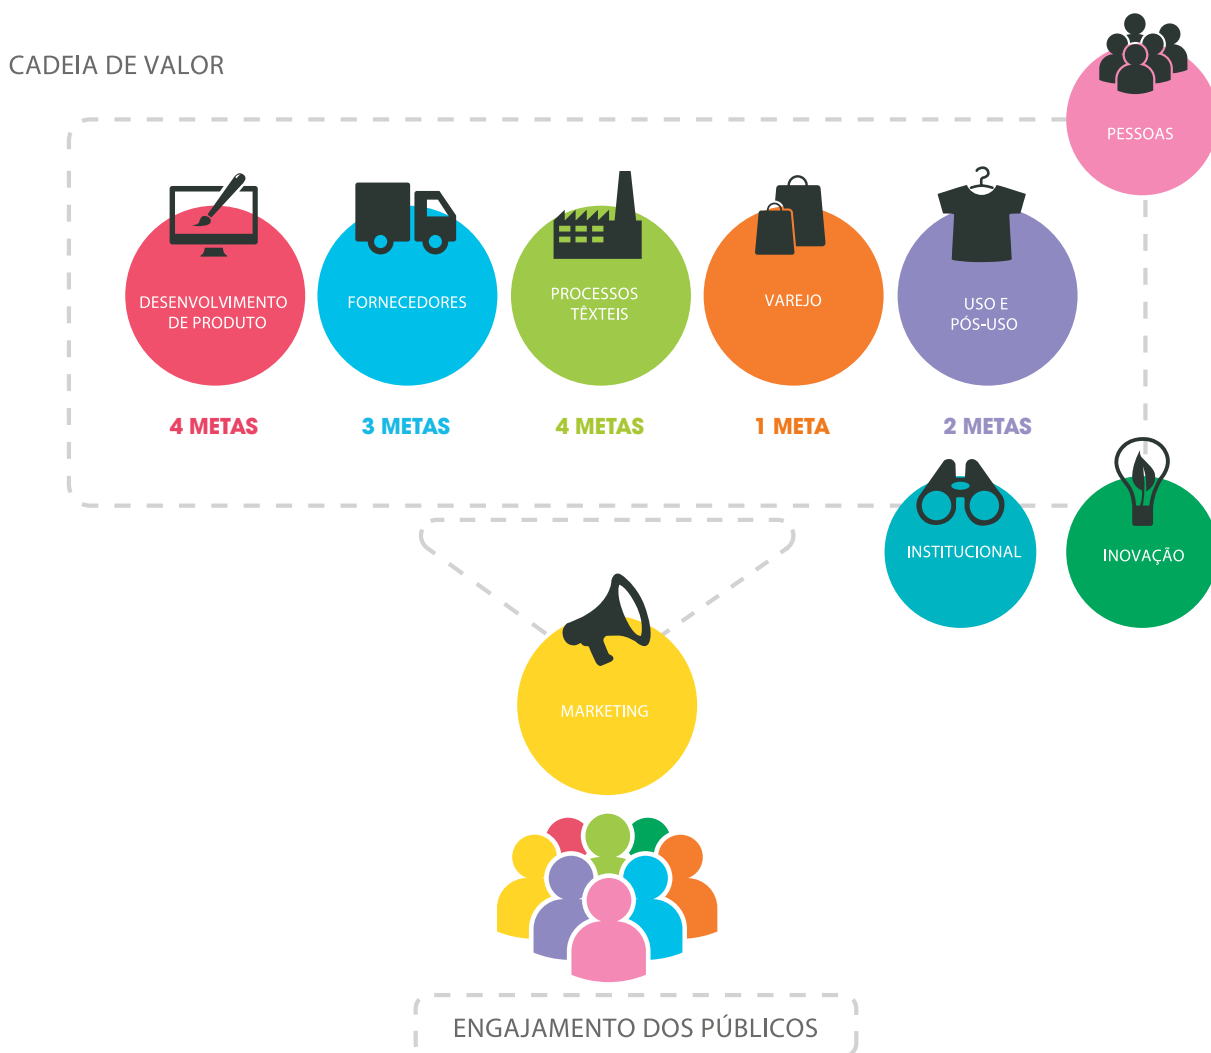 CADEIA DE VALOR
PESSOAS
DESENVOLVIMENTO
DE PRODUTO
FORNECEDORES
PROCESSOS
TÊXTEIS
VAREJO
USO E
PÓS-USO
4 METAS
3 METAS
4 METAS
1 META
2 METAS
INSTITUCIONAL
INOVAÇÃO
MARKETING
ENGAJAMENTO DOS PÚBLICOS